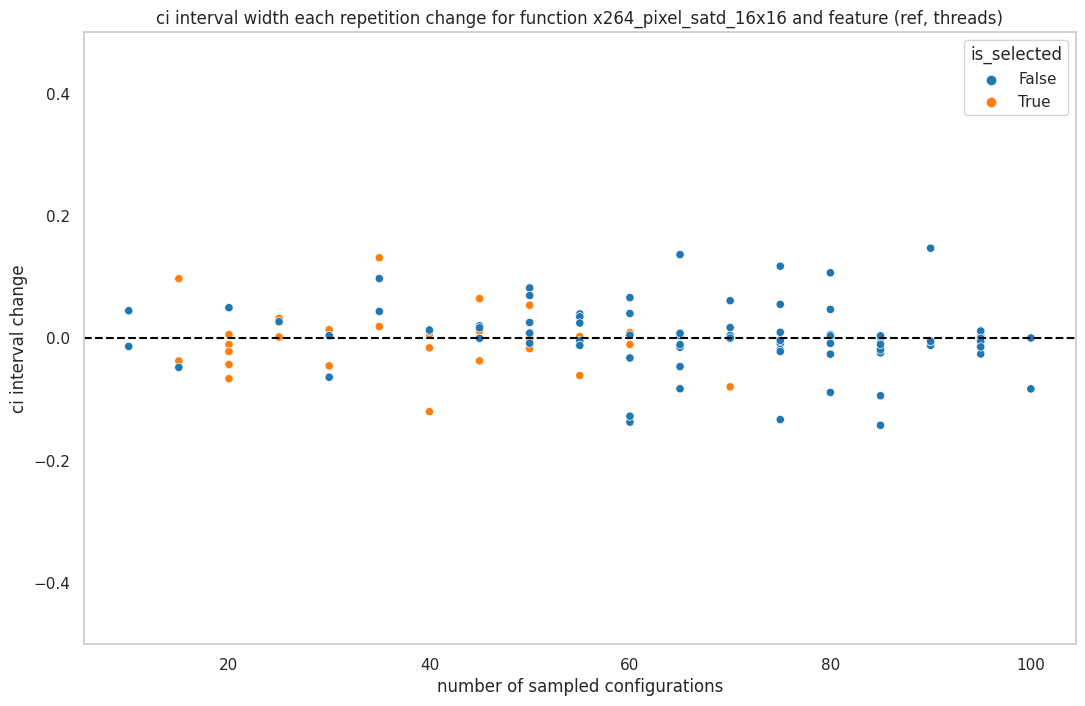 ci interval width each repetition change for function x264_pixel_satd_16x16 and feature (ref, threads)
is_selected
False
True
0.4
0.2
0.0
−0.2
−0.4
ci interval change
20
40
60
80
100
number of sampled configurations